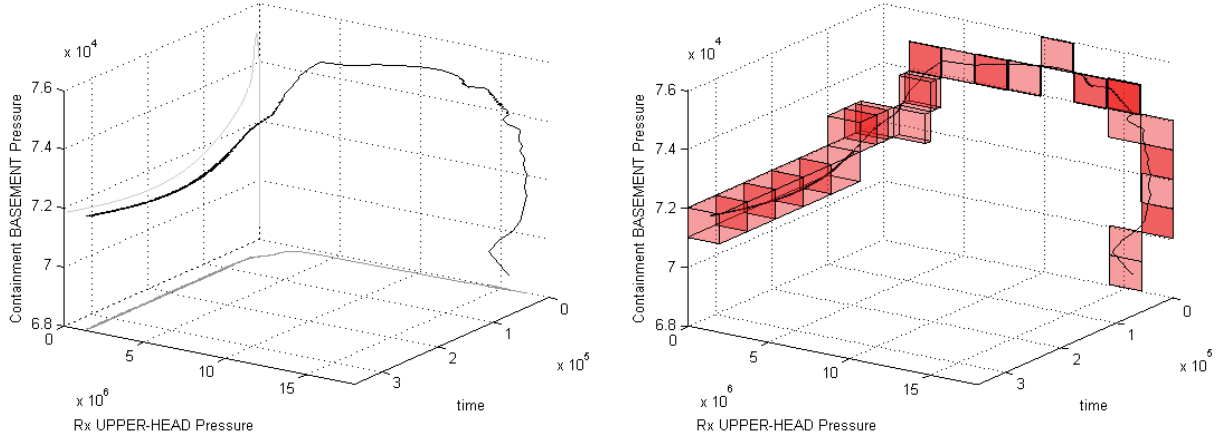 x 10^4
7.6
7.4
7.2
7
6.8
Containment BASEMENT Pressure
0
5
10
15
x 10^6
Rx UPPER-HEAD Pressure
0
1
2
3
x 10^5
time
x 10^4
7.6
7.4
7.2
7
6.8
Containment BASEMENT Pressure
0
5
10
15
x 10^6
Rx UPPER-HEAD Pressure
0
1
2
3
x 10^5
time